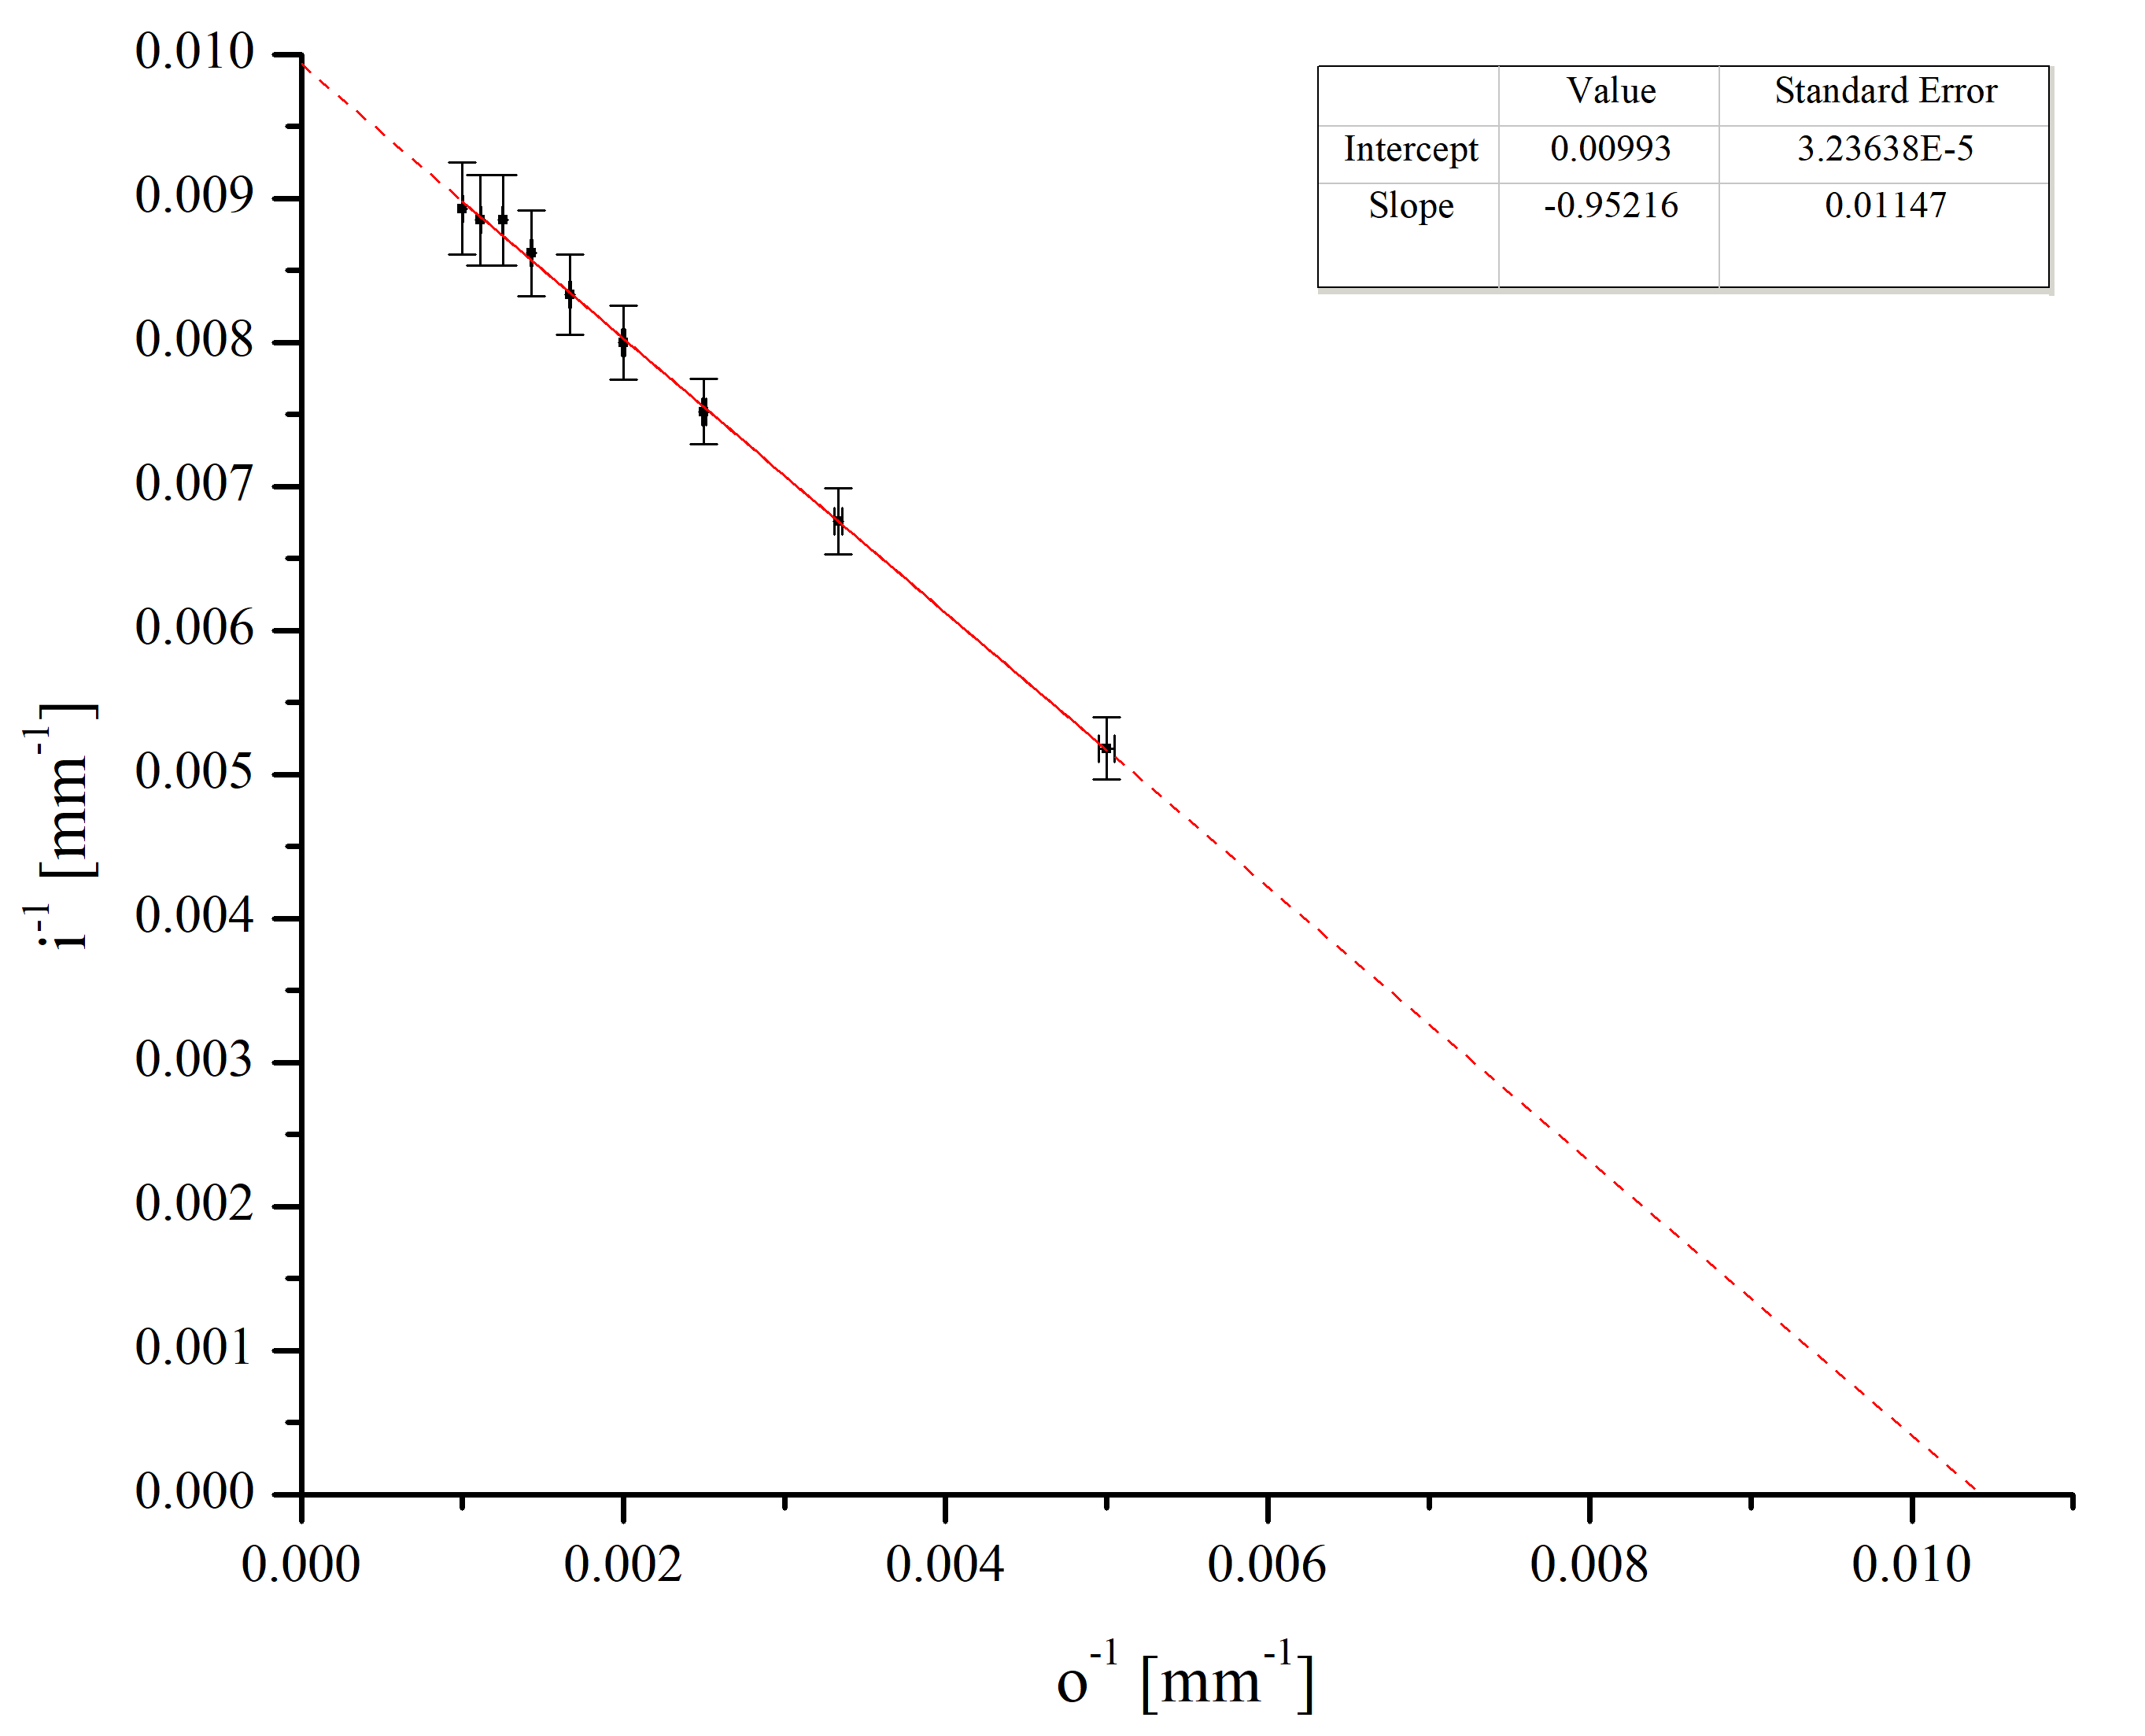 0.010
0.009
0.008
0.007
0.006
0.005
0.004
0.003
0.002
0.001
0.000
i⁻¹ [mm⁻¹]
Value Standard Error
Intercept 0.00993 3.23638E-5
Slope -0.95216 0.01147
0.000 0.002 0.004 0.006 0.008 0.010
o⁻¹ [mm⁻¹]